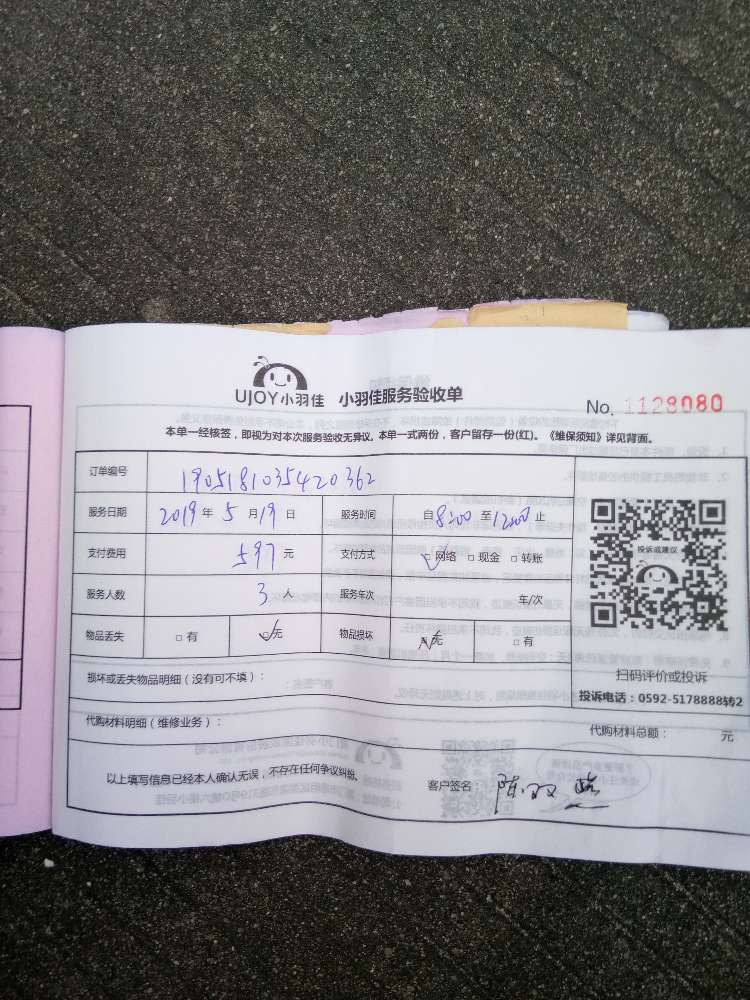 UJOY小羽佳 小羽佳服务验收单
No. 1128080
本单一经核签，即视为对本次服务验收无异议。本单一式两份，客户留存一份(红)。《维保须知》详见背面。
订单编号 1905181035420362
服务日期 2019 年 5 月 19 日 服务时间 自 8:00 至 12:00 止
支付费用 597 元 支付方式 ☑网络 □现金 □转账
服务人数 3 人 服务车次 车/次
物品丢失 □有 ☑无 物品损坏 ☑无 □有
投诉或建议
扫码评价或投诉
投诉电话：0592-5178888转2
损坏或丢失物品明细（没有可不填）：
代购材料明细（维修业务）： 代购材料总额： 元
以上填写信息已经本人确认无误，不存在任何争议纠纷。 客户签名： 陈双